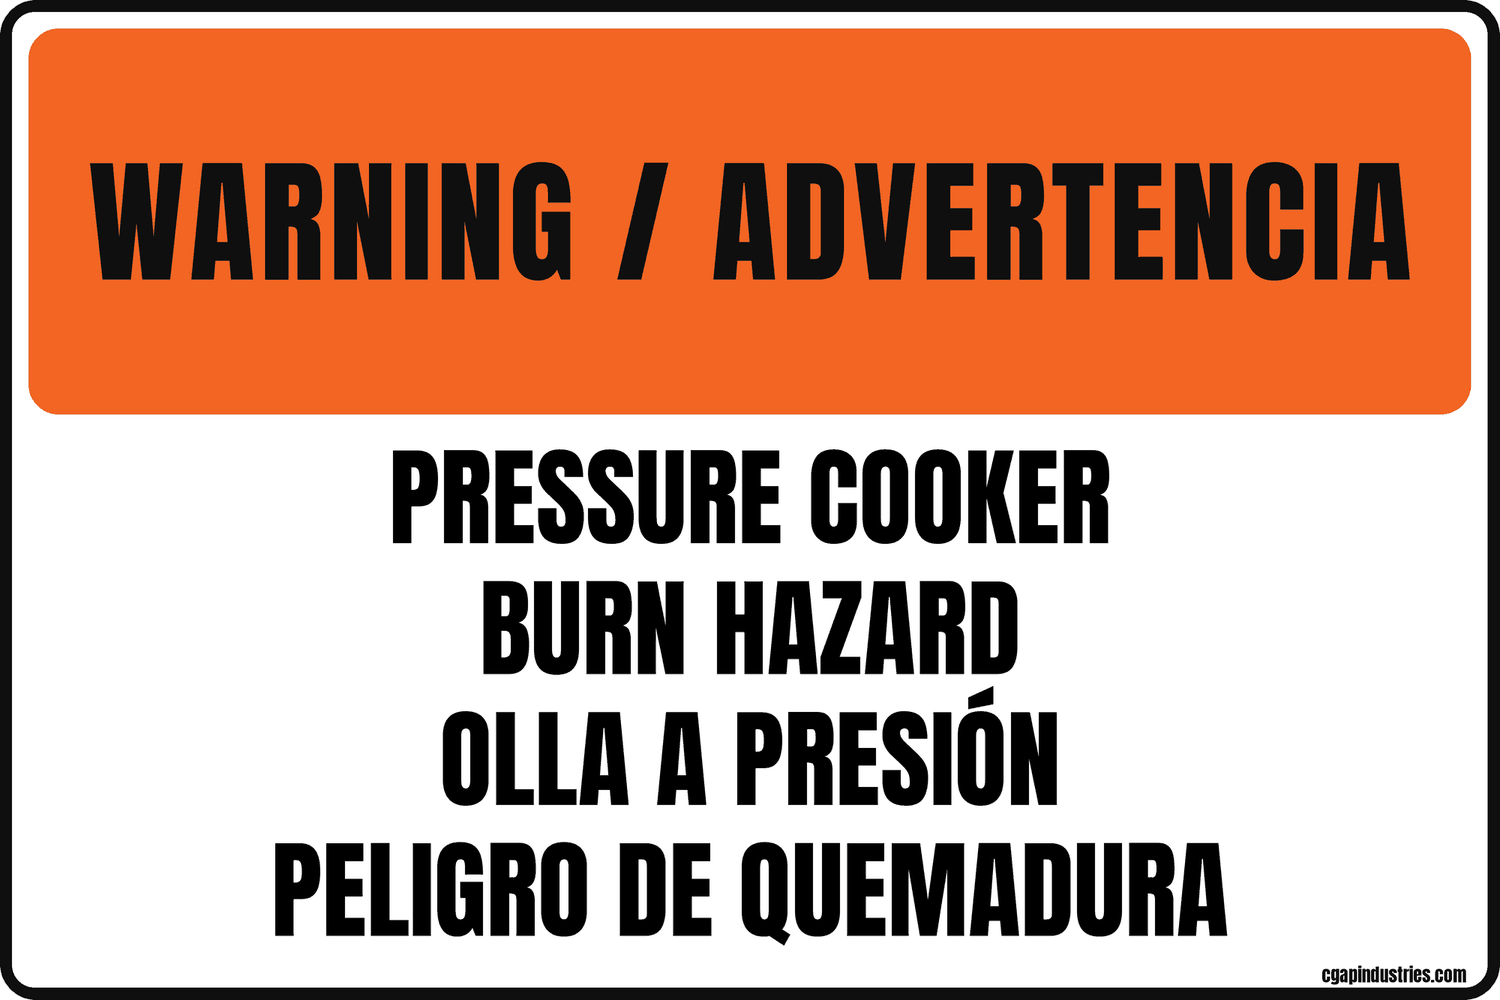 WARNING / ADVERTENCIA
PRESSURE COOKER
BURN HAZARD
OLLA A PRESIÓN
PELIGRO DE QUEMADURA
cgapindustries.com